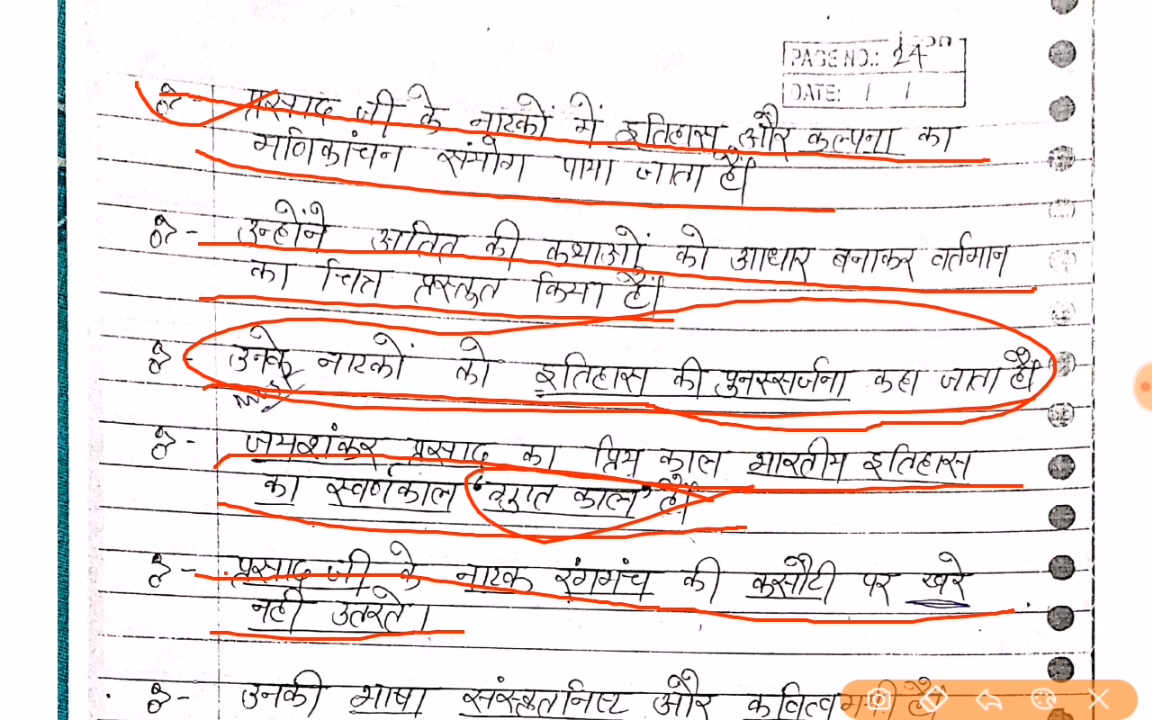 PAGE NO.: 24
DATE: / /
प्रसाद जी के नाटकों में इतिहास और कल्पना का
मणिकांचन संयोग पाया जाता है।
उन्होंने अतित की कथाओं को आधार बनाकर वर्तमान
का चित्र प्रस्तुत किया है।
उनके नाटकों को इतिहास की पुनस्सर्जना कहा जाता है।
जयशंकर प्रसाद का प्रिय काल भारतीय इतिहास
का स्वर्णकाल 'गुप्त काल' है।
प्रसाद जी के नाटक रंगमंच की कसौटी पर खरे
नही उतरते।
उनकी भाषा संस्कृतनिष्ट और कवित्वमयी है